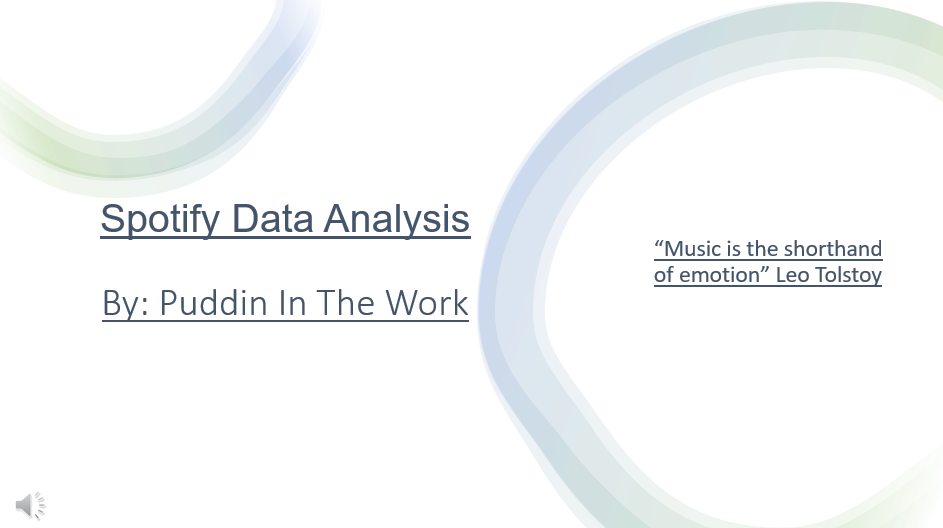 Spotify Data Analysis
By: Puddin In The Work
“Music is the shorthand
of emotion” Leo Tolstoy